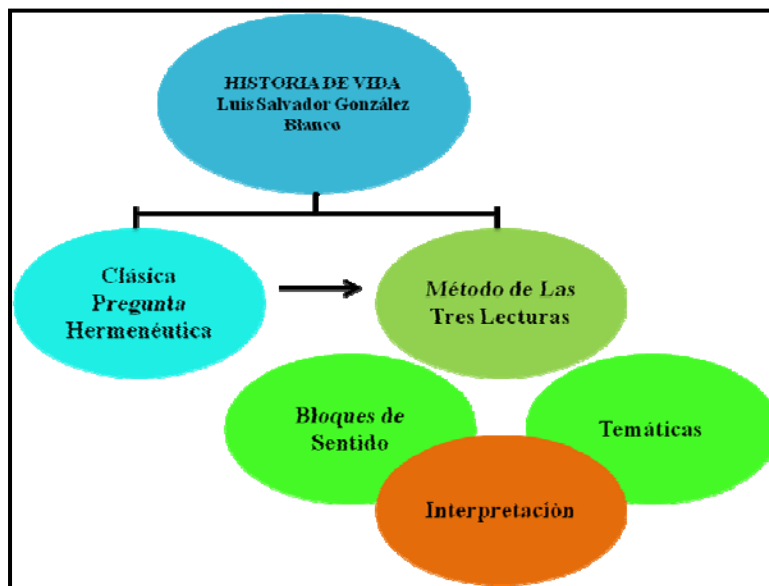 HISTORIA DE VIDA
Luis Salvador González
Blanco
Clásica
Pregunta
Hermenéutica
Método de Las
Tres Lecturas
Bloques de
Sentido
Temáticas
Interpretación